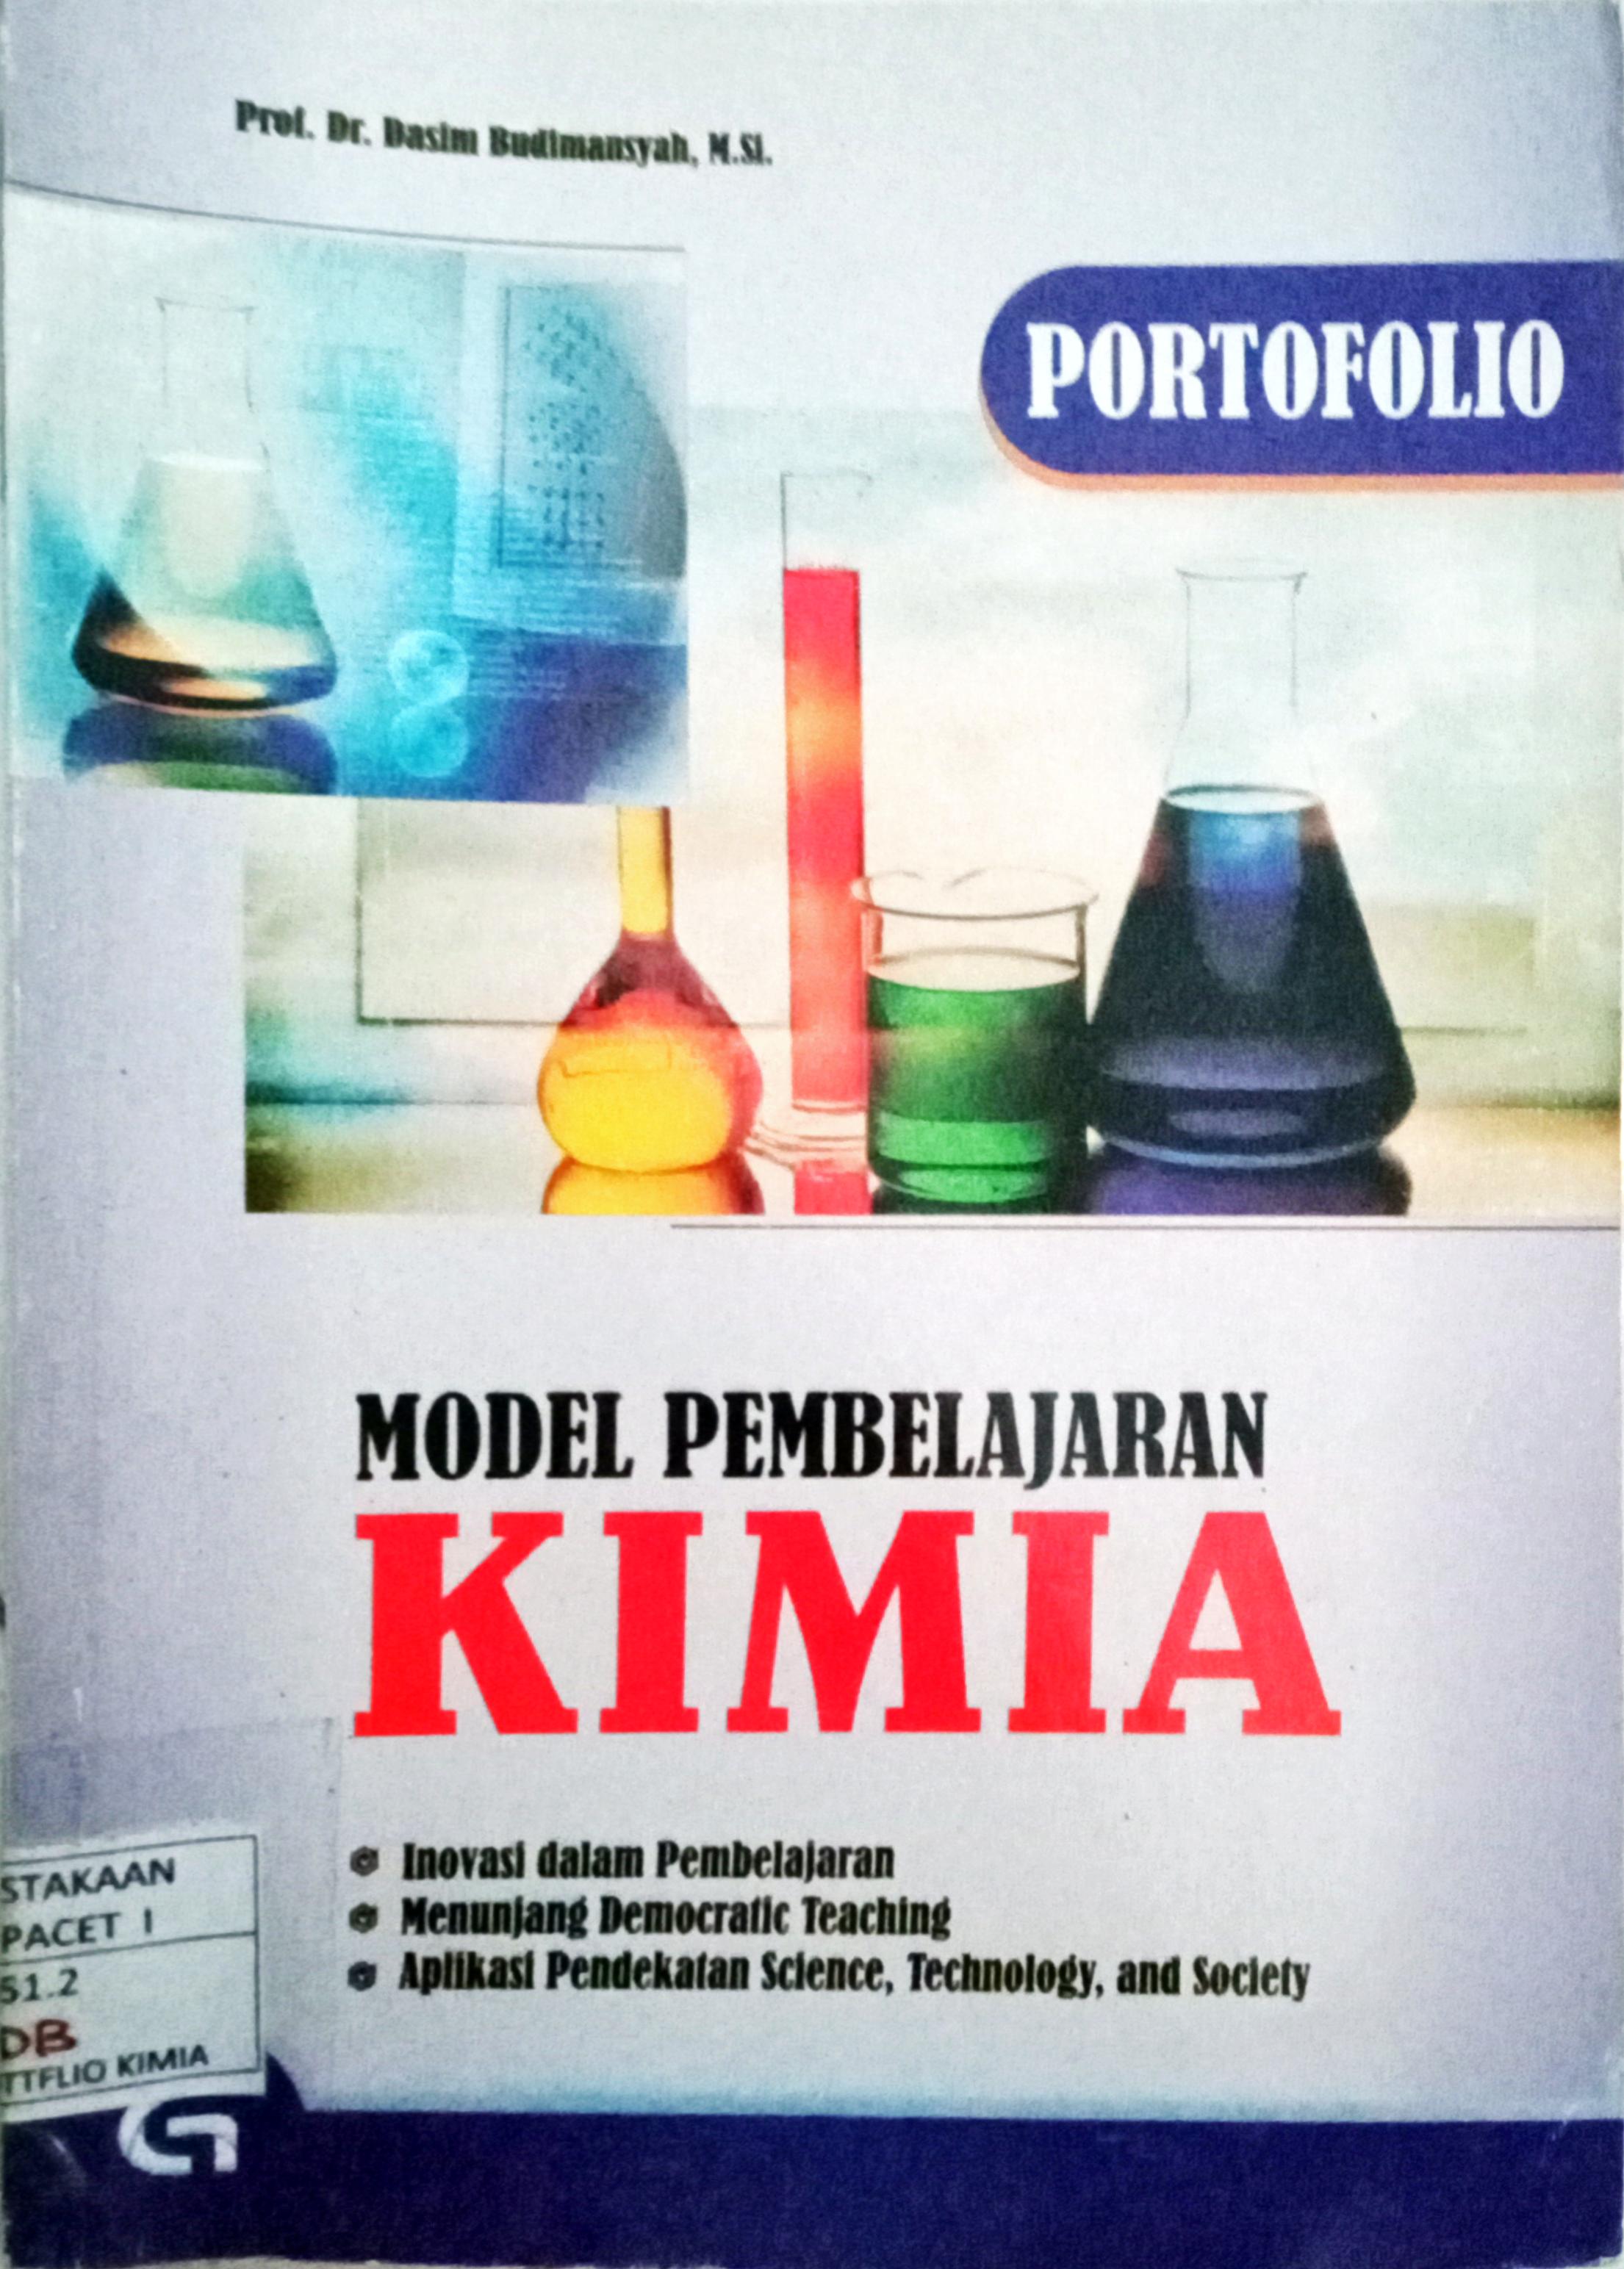 Prof. Dr. Dasim Budimansyah, M.Si.
PORTOFOLIO
MODEL PEMBELAJARAN
KIMIA
Inovasi dalam Pembelajaran
Menunjang Democratic Teaching
Aplikasi Pendekatan Science, Technology, and Society
STAKAAN
PACET I
51.2
DB
TTFLIO KIMIA